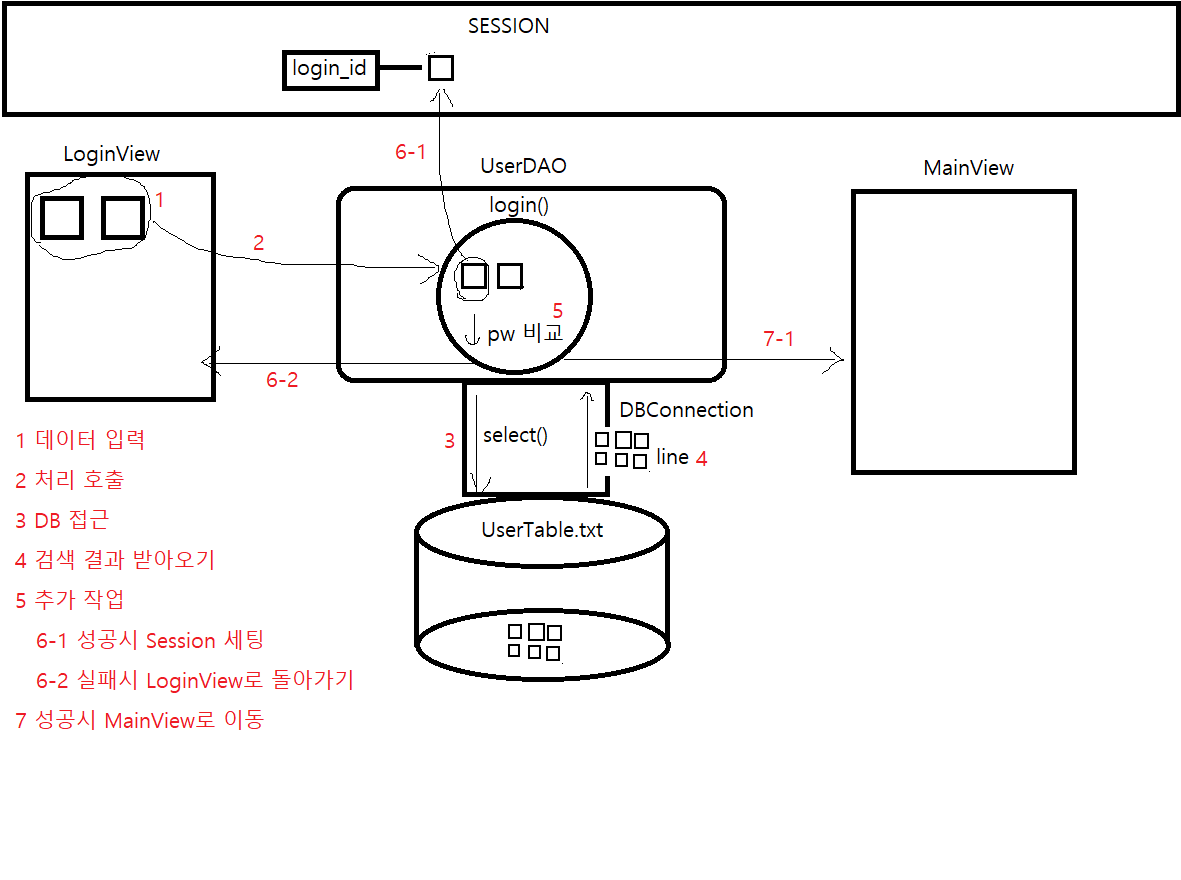 SESSION
login_id
6-1
LoginView
UserDAO
MainView
login()
1
2
5
pw 비교
7-1
6-2
DBConnection
3
select()
line 4
UserTable.txt
1 데이터 입력
2 처리 호출
3 DB 접근
4 검색 결과 받아오기
5 추가 작업
6-1 성공시 Session 세팅
6-2 실패시 LoginView로 돌아가기
7 성공시 MainView로 이동